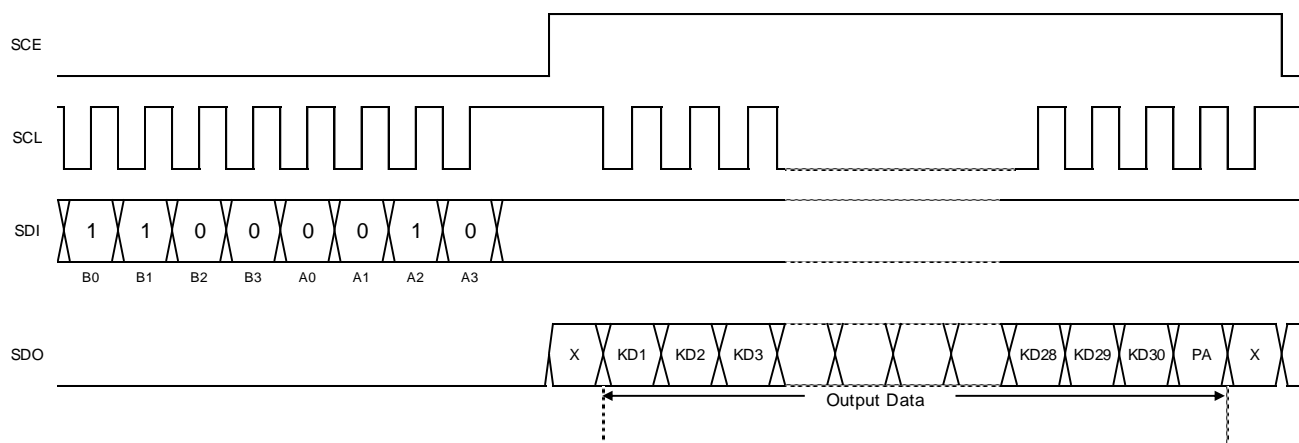 SCE
SCL
SDI
1 1 0 0 0 0 1 0
B0 B1 B2 B3 A0 A1 A2 A3
SDO
X KD1 KD2 KD3 KD28 KD29 KD30 PA X
Output Data